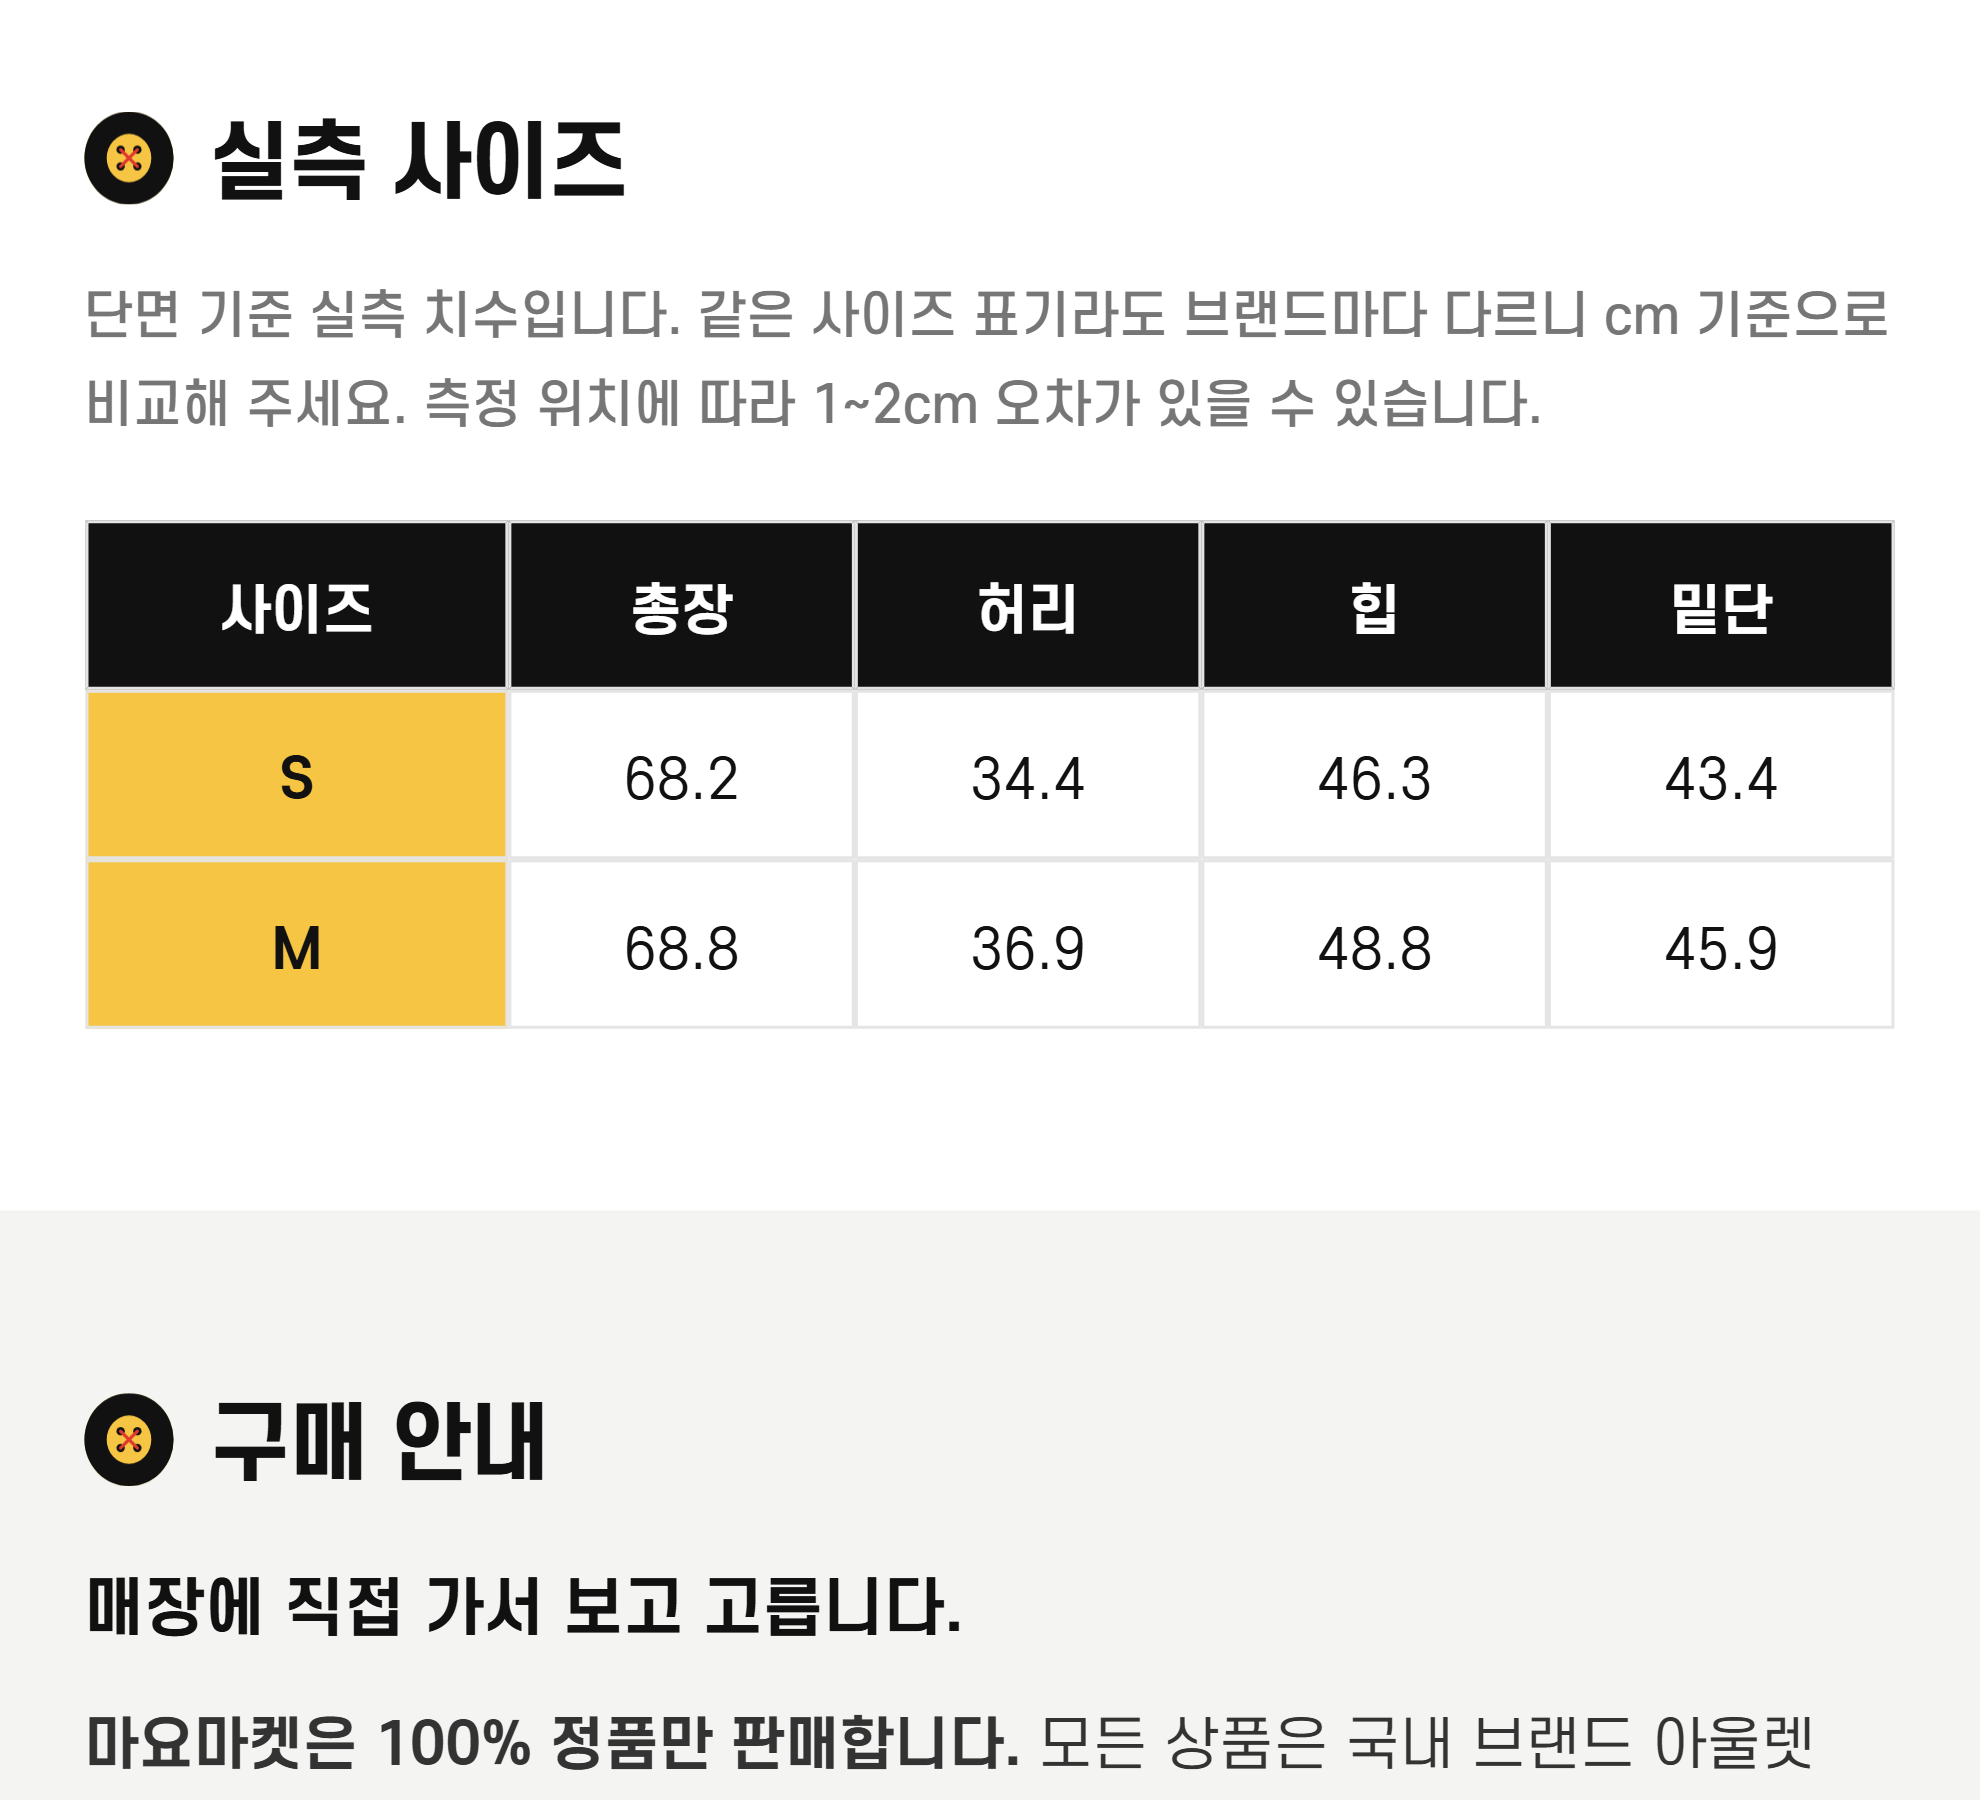 실측 사이즈
단면 기준 실측 치수입니다. 같은 사이즈 표기라도 브랜드마다 다르니 cm 기준으로
비교해 주세요. 측정 위치에 따라 1~2cm 오차가 있을 수 있습니다.
사이즈 총장 허리 힙 밑단
S 68.2 34.4 46.3 43.4
M 68.8 36.9 48.8 45.9
구매 안내
매장에 직접 가서 보고 고릅니다.
마요마켓은 100% 정품만 판매합니다. 모든 상품은 국내 브랜드 아울렛